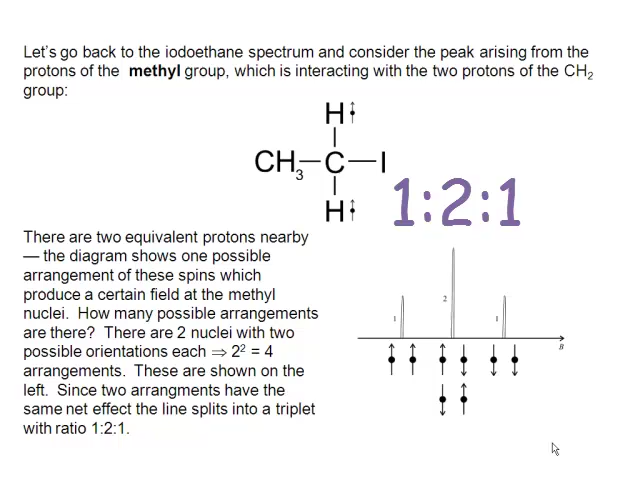 Let's go back to the iodoethane spectrum and consider the peak arising from the
protons of the methyl group, which is interacting with the two protons of the CH₂
group:
H
CH₃—C—I
H
1:2:1
There are two equivalent protons nearby
— the diagram shows one possible
arrangement of these spins which
produce a certain field at the methyl
nuclei. How many possible arrangements
are there? There are 2 nuclei with two
possible orientations each ⇒ 2² = 4
arrangements. These are shown on the
left. Since two arrangments have the
same net effect the line splits into a triplet
with ratio 1:2:1.
1 2 1
B